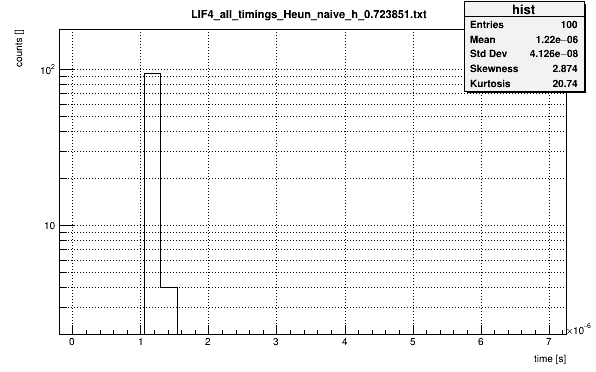 LIF4_all_timings_Heun_naive_h_0.723851.txt
hist
Entries 100
Mean 1.22e−06
Std Dev 4.126e−08
Skewness 2.874
Kurtosis 20.74
counts []
10²
10
0 1 2 3 4 5 6 7
×10⁻⁶
time [s]